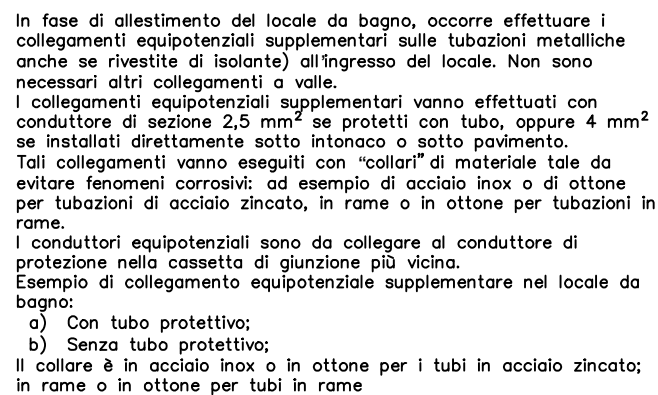 In fase di allestimento del locale da bagno, occorre effettuare i
collegamenti equipotenziali supplementari sulle tubazioni metalliche
anche se rivestite di isolante) all'ingresso del locale. Non sono
necessari altri collegamenti a valle.
I collegamenti equipotenziali supplementari vanno effettuati con
conduttore di sezione 2,5 mm² se protetti con tubo, oppure 4 mm²
se installati direttamente sotto intonaco o sotto pavimento.
Tali collegamenti vanno eseguiti con “collari” di materiale tale da
evitare fenomeni corrosivi: ad esempio di acciaio inox o di ottone
per tubazioni di acciaio zincato, in rame o in ottone per tubazioni in
rame.
I conduttori equipotenziali sono da collegare al conduttore di
protezione nella cassetta di giunzione più vicina.
Esempio di collegamento equipotenziale supplementare nel locale da
bagno:
a) Con tubo protettivo;
b) Senza tubo protettivo;
Il collare è in acciaio inox o in ottone per i tubi in acciaio zincato;
in rame o in ottone per tubi in rame